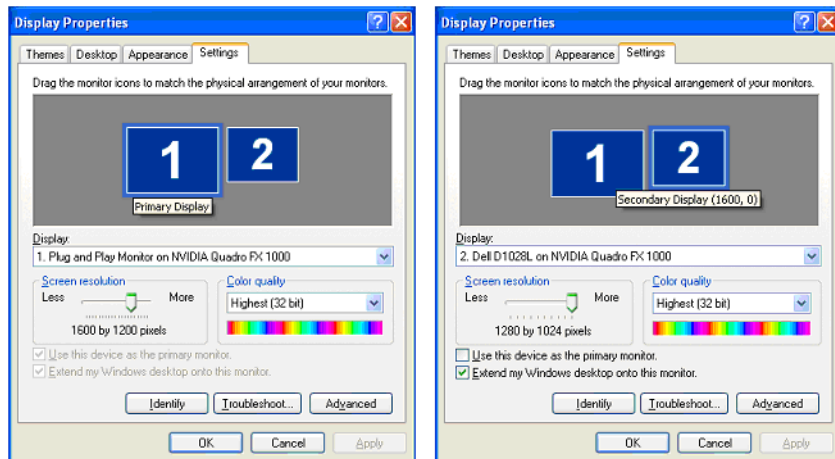 Display Properties
Themes Desktop Appearance Settings
Drag the monitor icons to match the physical arrangement of your monitors.
1 2
Primary Display
Display:
1. Plug and Play Monitor on NVIDIA Quadro FX 1000
Screen resolution
Less More
1600 by 1200 pixels
Color quality
Highest (32 bit)
Use this device as the primary monitor.
Extend my Windows desktop onto this monitor.
Identify Troubleshoot... Advanced
OK Cancel Apply
Display Properties
Themes Desktop Appearance Settings
Drag the monitor icons to match the physical arrangement of your monitors.
1 2
Secondary Display (1600, 0)
Display:
2. Dell D1028L on NVIDIA Quadro FX 1000
Screen resolution
Less More
1280 by 1024 pixels
Color quality
Highest (32 bit)
Use this device as the primary monitor.
Extend my Windows desktop onto this monitor.
Identify Troubleshoot... Advanced
OK Cancel Apply